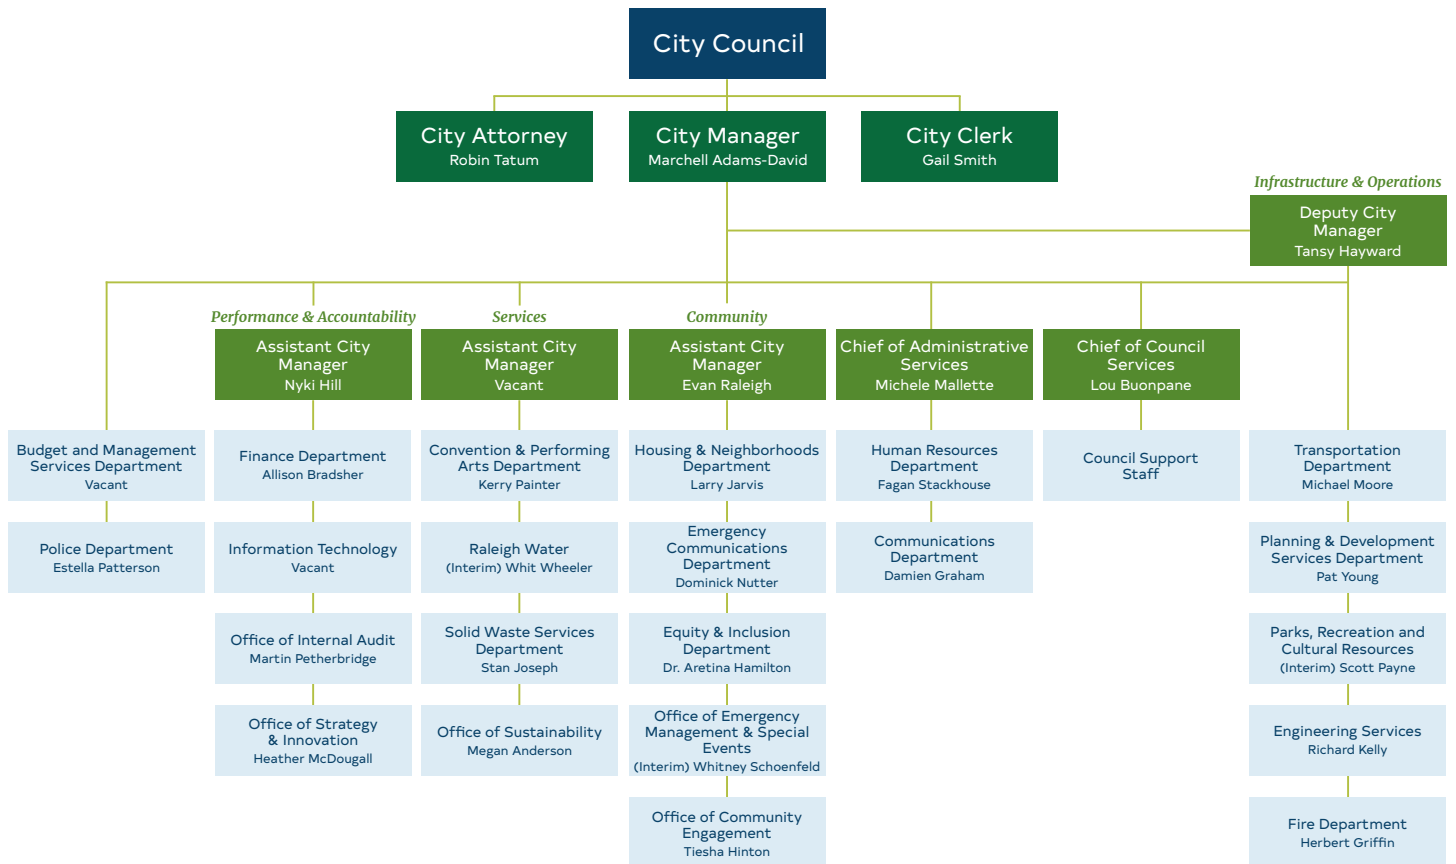 City Council
City Attorney
Robin Tatum
City Manager
Marchell Adams-David
City Clerk
Gail Smith
Infrastructure & Operations
Deputy City
Manager
Tansy Hayward
Performance & Accountability
Assistant City
Manager
Nyki Hill
Services
Assistant City
Manager
Vacant
Community
Assistant City
Manager
Evan Raleigh
Chief of Administrative
Services
Michele Mallette
Chief of Council
Services
Lou Buonpane
Budget and Management
Services Department
Vacant
Police Department
Estella Patterson
Finance Department
Allison Bradsher
Information Technology
Vacant
Office of Internal Audit
Martin Petherbridge
Office of Strategy
& Innovation
Heather McDougall
Convention & Performing
Arts Department
Kerry Painter
Raleigh Water
(Interim) Whit Wheeler
Solid Waste Services
Department
Stan Joseph
Office of Sustainability
Megan Anderson
Housing & Neighborhoods
Department
Larry Jarvis
Emergency
Communications
Department
Dominick Nutter
Equity & Inclusion
Department
Dr. Aretina Hamilton
Office of Emergency
Management & Special
Events
(Interim) Whitney Schoenfeld
Office of Community
Engagement
Tiesha Hinton
Human Resources
Department
Fagan Stackhouse
Communications
Department
Damien Graham
Council Support
Staff
Transportation
Department
Michael Moore
Planning & Development
Services Department
Pat Young
Parks, Recreation and
Cultural Resources
(Interim) Scott Payne
Engineering Services
Richard Kelly
Fire Department
Herbert Griffin